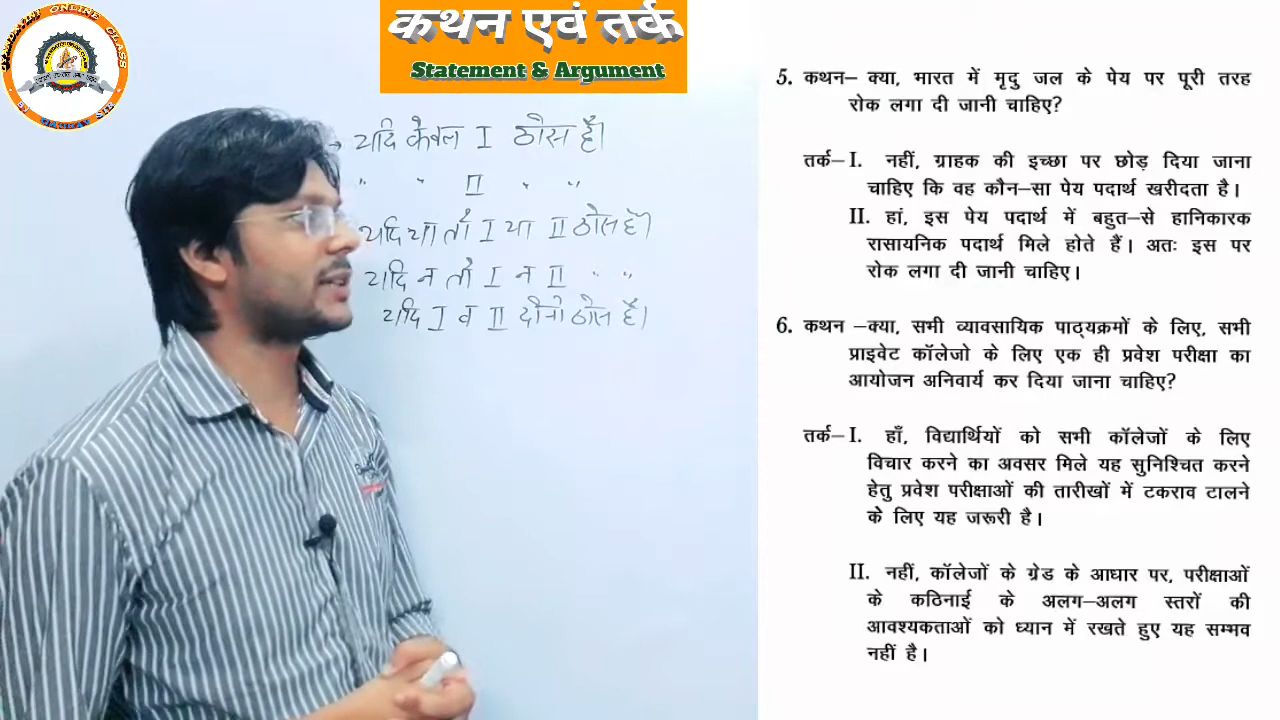 कथन एवं तर्क
Statement & Argument
GYANDATRI ONLINE CLASS
→ यदि केवल I ठोस है।
" " II " "
यदि या तो I या II ठोस है।
यदि न तो I न II " "
यदि I व II दोनो ठोस है।
5. कथन– क्या, भारत में मृदु जल के पेय पर पूरी तरह
रोक लगा दी जानी चाहिए?
तर्क– I. नहीं, ग्राहक की इच्छा पर छोड़ दिया जाना
चाहिए कि वह कौन–सा पेय पदार्थ खरीदता है।
II. हां, इस पेय पदार्थ में बहुत–से हानिकारक
रासायनिक पदार्थ मिले होते हैं। अतः इस पर
रोक लगा दी जानी चाहिए।
6. कथन –क्या, सभी व्यावसायिक पाठ्यक्रमों के लिए, सभी
प्राइवेट कॉलेजो के लिए एक ही प्रवेश परीक्षा का
आयोजन अनिवार्य कर दिया जाना चाहिए?
तर्क– I. हाँ, विद्यार्थियों को सभी कॉलेजों के लिए
विचार करने का अवसर मिले यह सुनिश्चित करने
हेतु प्रवेश परीक्षाओं की तारीखों में टकराव टालने
के लिए यह जरूरी है।
II. नहीं, कॉलेजों के ग्रेड के आधार पर, परीक्षाओं
के कठिनाई के अलग–अलग स्तरों की
आवश्यकताओं को ध्यान में रखते हुए यह सम्भव
नहीं है।